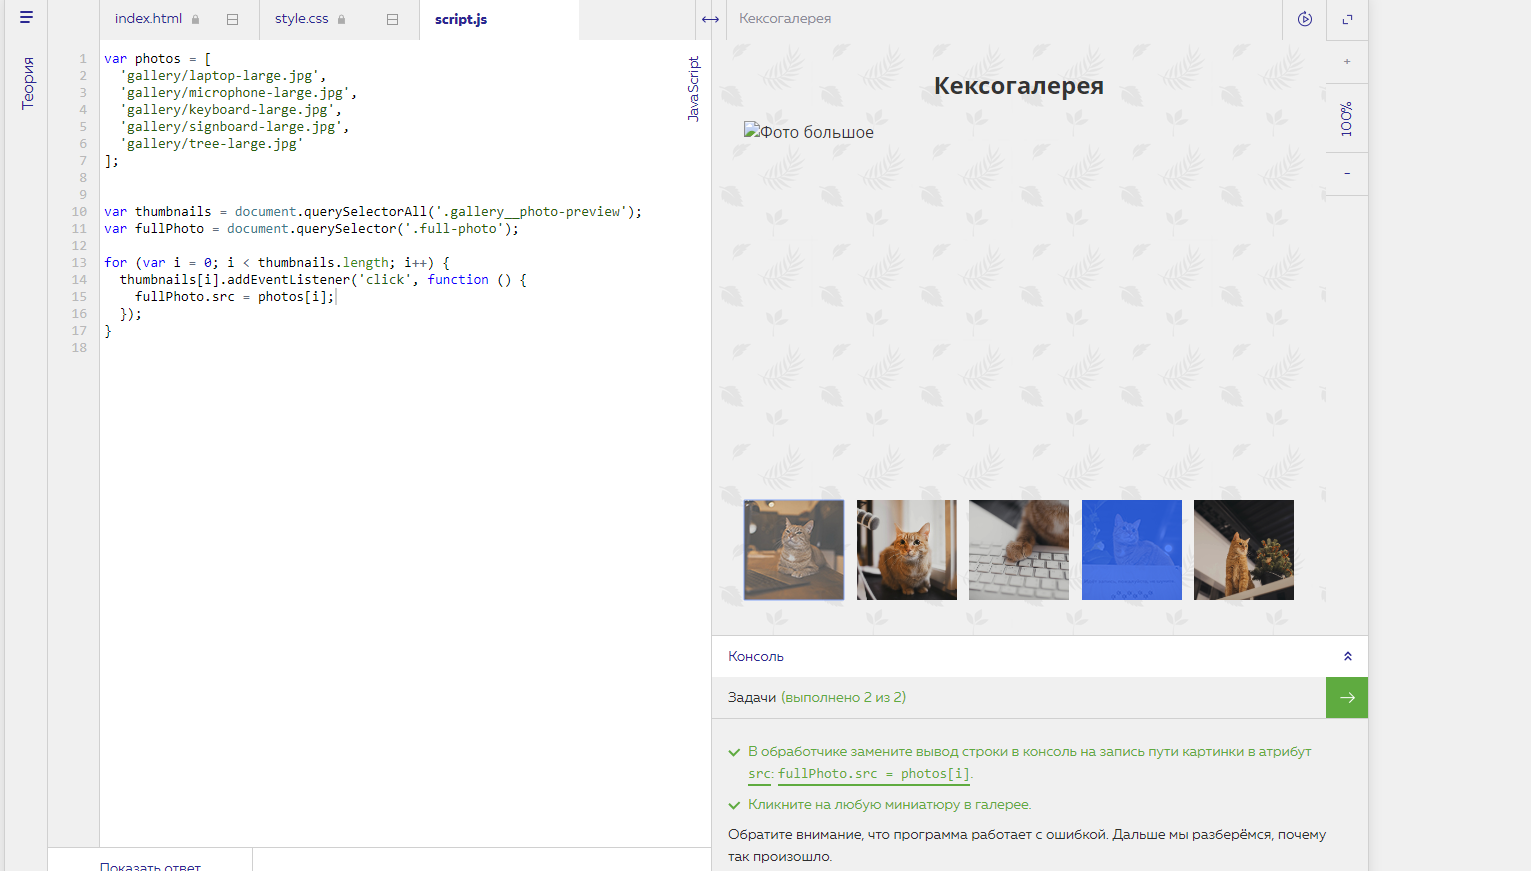 index.html
style.css
script.js
Кексогалерея
Теория
JavaScript
1 var photos = [
2 'gallery/laptop-large.jpg',
3 'gallery/microphone-large.jpg',
4 'gallery/keyboard-large.jpg',
5 'gallery/signboard-large.jpg',
6 'gallery/tree-large.jpg'
7 ];
8
9
10 var thumbnails = document.querySelectorAll('.gallery__photo-preview');
11 var fullPhoto = document.querySelector('.full-photo');
12
13 for (var i = 0; i < thumbnails.length; i++) {
14 thumbnails[i].addEventListener('click', function () {
15 fullPhoto.src = photos[i];
16 });
17 }
18
Показать ответ
Кексогалерея
Фото большое
+
100%
-
Консоль
Задачи (выполнено 2 из 2)
В обработчике замените вывод строки в консоль на запись пути картинки в атрибут
src: fullPhoto.src = photos[i].
Кликните на любую миниатюру в галерее.
Обратите внимание, что программа работает с ошибкой. Дальше мы разберёмся, почему
так произошло.